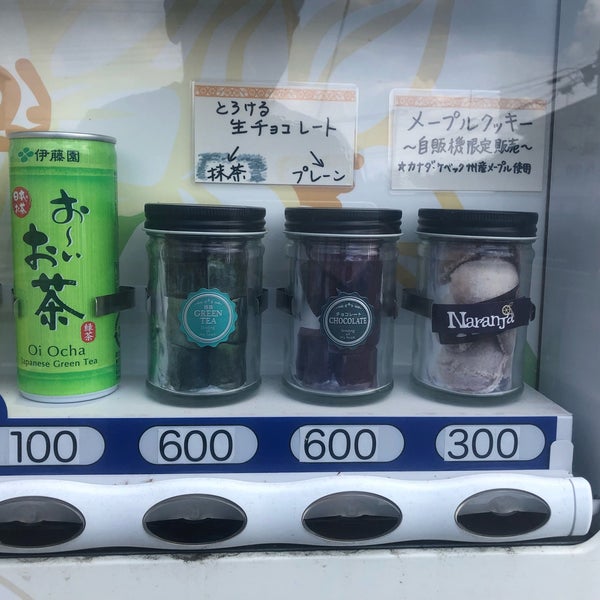 とろける
生チョコレート
抹茶
プレーン
メープルクッキー
～自販機限定販売～
★カナダケベック州産メープル使用
伊藤園
日本のお茶
お～い
お茶
緑茶
Oi Ocha
Japanese Green Tea
抹茶
GREEN
TEA
チョコレート
CHOCOLATE
Naranja
100
600
600
300